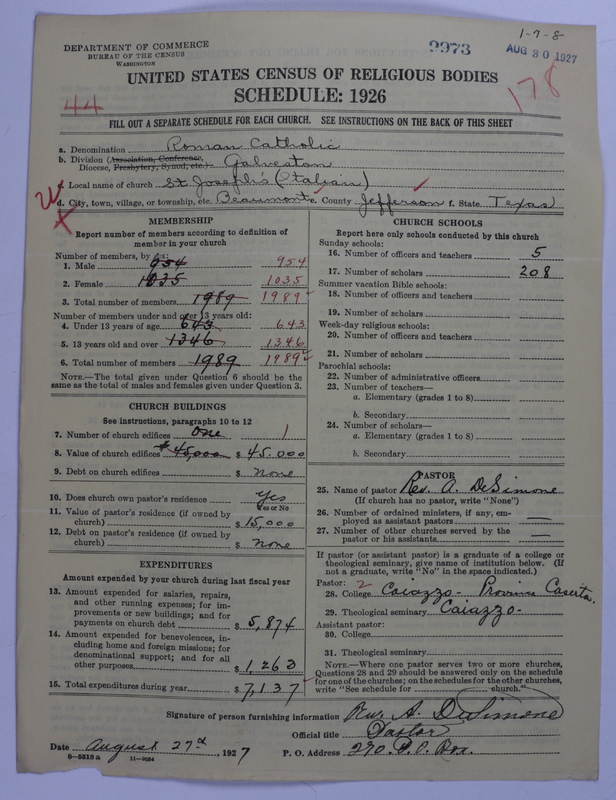 1-7-8
DEPARTMENT OF COMMERCE
BUREAU OF THE CENSUS
WASHINGTON
9973
AUG 30 1927
UNITED STATES CENSUS OF RELIGIOUS BODIES
SCHEDULE: 1926
44
178
FILL OUT A SEPARATE SCHEDULE FOR EACH CHURCH. SEE INSTRUCTIONS ON THE BACK OF THIS SHEET
a. Denomination Roman Catholic
b. Division (Association, Conference, Diocese, Presbytery, Synod, etc.) Galveston
c. Local name of church St Joseph's (Italian)
d. City, town, village, or township, etc. Beaumont e. County Jefferson f. State Texas
MEMBERSHIP
Report number of members according to definition of
member in your church
Number of members, by sex:
1. Male 954 954
2. Female 1035 1035
3. Total number of members 1989 1989
Number of members under and over 13 years old:
4. Under 13 years of age 643 643
5. 13 years old and over 1346 1346
6. Total number of members 1989 1989
NOTE.—The total given under Question 6 should be the
same as the total of males and females given under Question 3.
CHURCH BUILDINGS
See instructions, paragraphs 10 to 12
7. Number of church edifices One 1
8. Value of church edifices $45,000 $45.000
9. Debt on church edifices $ None
10. Does church own pastor's residence Yes
Yes or No
11. Value of pastor's residence (if owned by
church) $15,000
12. Debt on pastor's residence (if owned by
church) $ None
EXPENDITURES
Amount expended by your church during last fiscal year
13. Amount expended for salaries, repairs,
and other running expenses; for im-
provements or new buildings; and for
payments on church debt $5,874
14. Amount expended for benevolences, in-
cluding home and foreign missions; for
denominational support; and for all
other purposes $1,263
15. Total expenditures during year $7,137
CHURCH SCHOOLS
Report here only schools conducted by this church
Sunday schools:
16. Number of officers and teachers 5
17. Number of scholars 208
Summer vacation Bible schools:
18. Number of officers and teachers
19. Number of scholars
Week-day religious schools:
20. Number of officers and teachers
21. Number of scholars
Parochial schools:
22. Number of administrative officers
23. Number of teachers—
a. Elementary (grades 1 to 8)
b. Secondary
24. Number of scholars—
a. Elementary (grades 1 to 8)
b. Secondary
PASTOR
25. Name of pastor Rev. A. DeSimone
(If church has no pastor, write "None")
26. Number of ordained ministers, if any, em-
ployed as assistant pastors —
27. Number of other churches served by the
pastor or his assistants —
If pastor (or assistant pastor) is a graduate of a college or
theological seminary, give name of institution below. (If
not a graduate, write "No" in the space indicated.)
Pastor: 2
28. College Caiazzo - Province Caserta.
29. Theological seminary Caiazzo -
Assistant pastor:
30. College
31. Theological seminary
NOTE.—Where one pastor serves two or more churches,
Questions 28 and 29 should be answered only on the schedule
for one of the churches; on the schedules for the other churches
write "See schedule for church."
Signature of person furnishing information Rev A. DeSimone
Official title Pastor
Date August 27d, 1927 P. O. Address 270. P.O. Box.
8—5518 a 11—9054